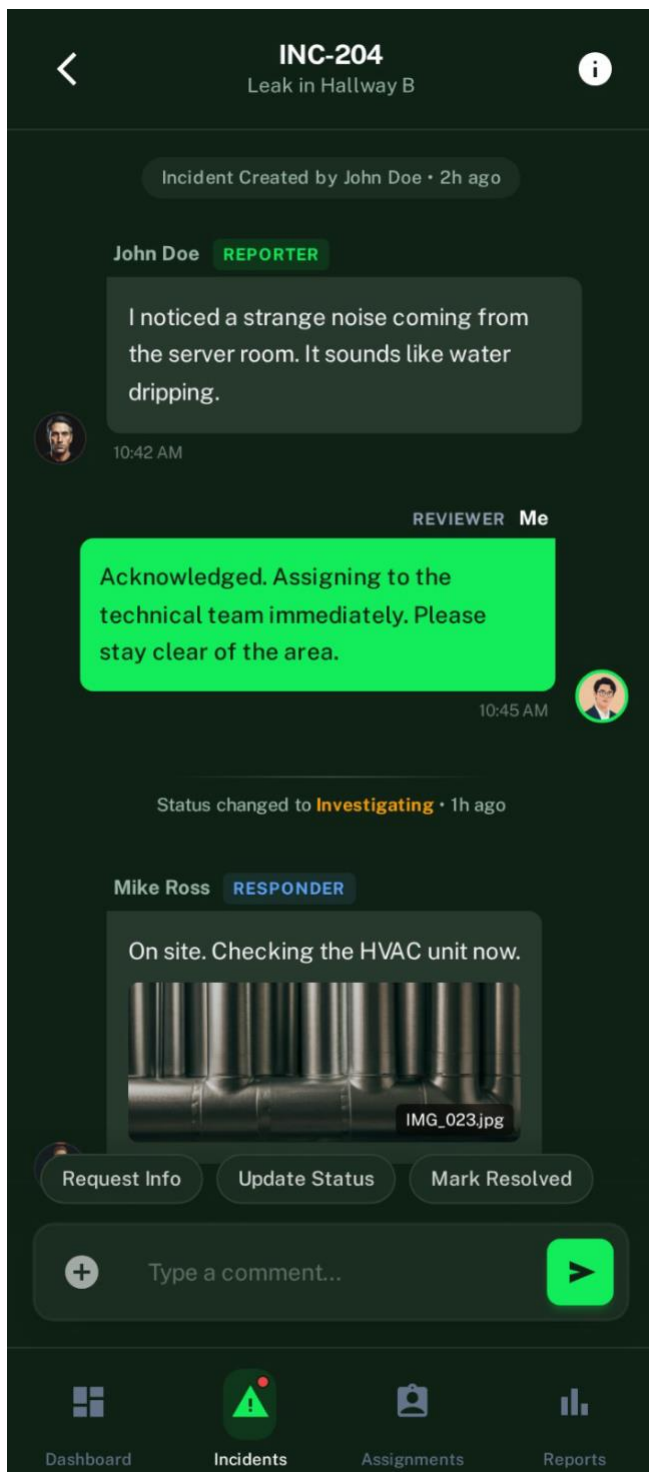 INC-204
Leak in Hallway B
Incident Created by John Doe • 2h ago
John Doe REPORTER
I noticed a strange noise coming from
the server room. It sounds like water
dripping.
10:42 AM
REVIEWER Me
Acknowledged. Assigning to the
technical team immediately. Please
stay clear of the area.
10:45 AM
Status changed to Investigating • 1h ago
Mike Ross RESPONDER
On site. Checking the HVAC unit now.
IMG_023.jpg
Request Info Update Status Mark Resolved
Type a comment...
Dashboard Incidents Assignments Reports